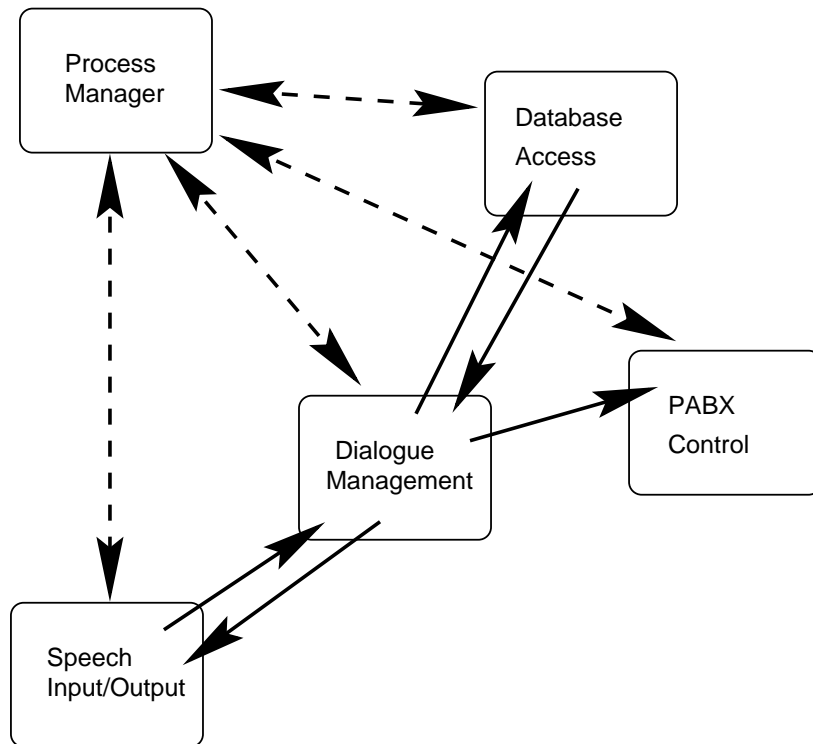 Process
Manager
Database
Access
PABX
Control
Dialogue
Management
Speech
Input/Output